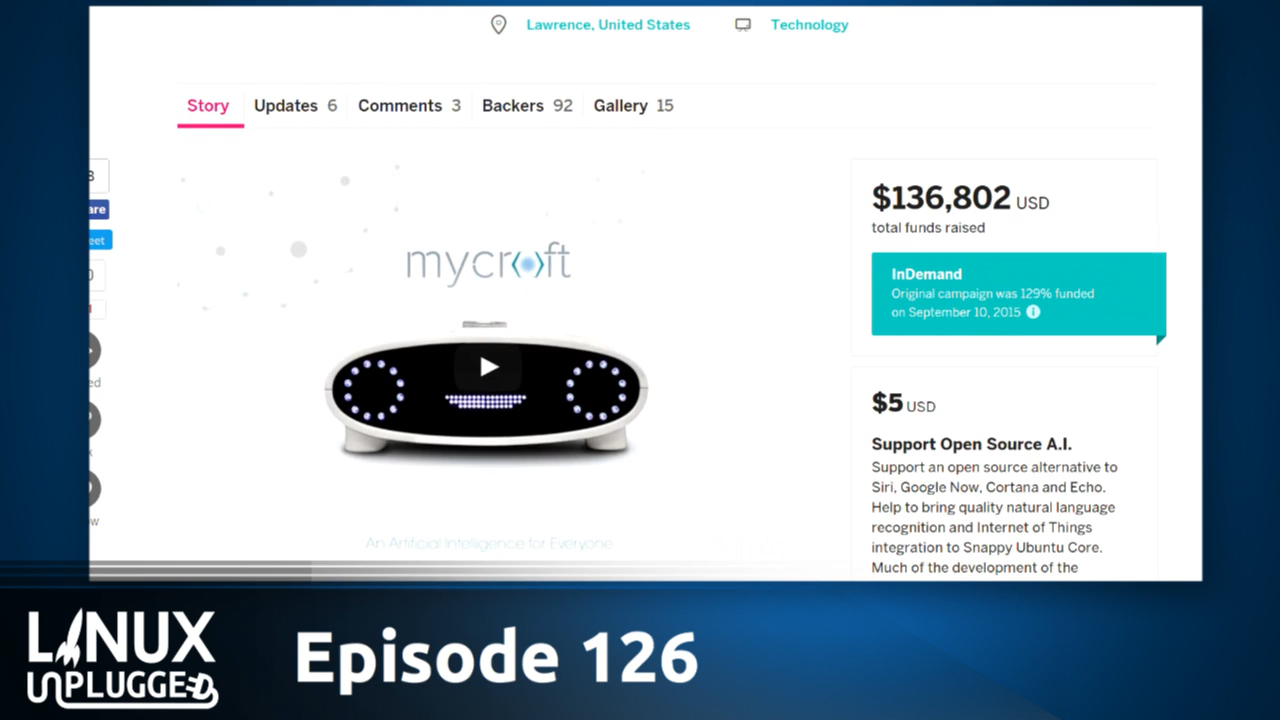 Lawrence, United States Technology
Story Updates 6 Comments 3 Backers 92 Gallery 15
are
eet
mycroft
An Artificial Intelligence for Everyone
$136,802 USD
total funds raised
InDemand
Original campaign was 129% funded
on September 10, 2015
$5 USD
Support Open Source A.I.
Support an open source alternative to
Siri, Google Now, Cortana and Echo.
Help to bring quality natural language
recognition and Internet of Things
integration to Snappy Ubuntu Core.
Much of the development of the
LINUX
UNPLUGGED
Episode 126